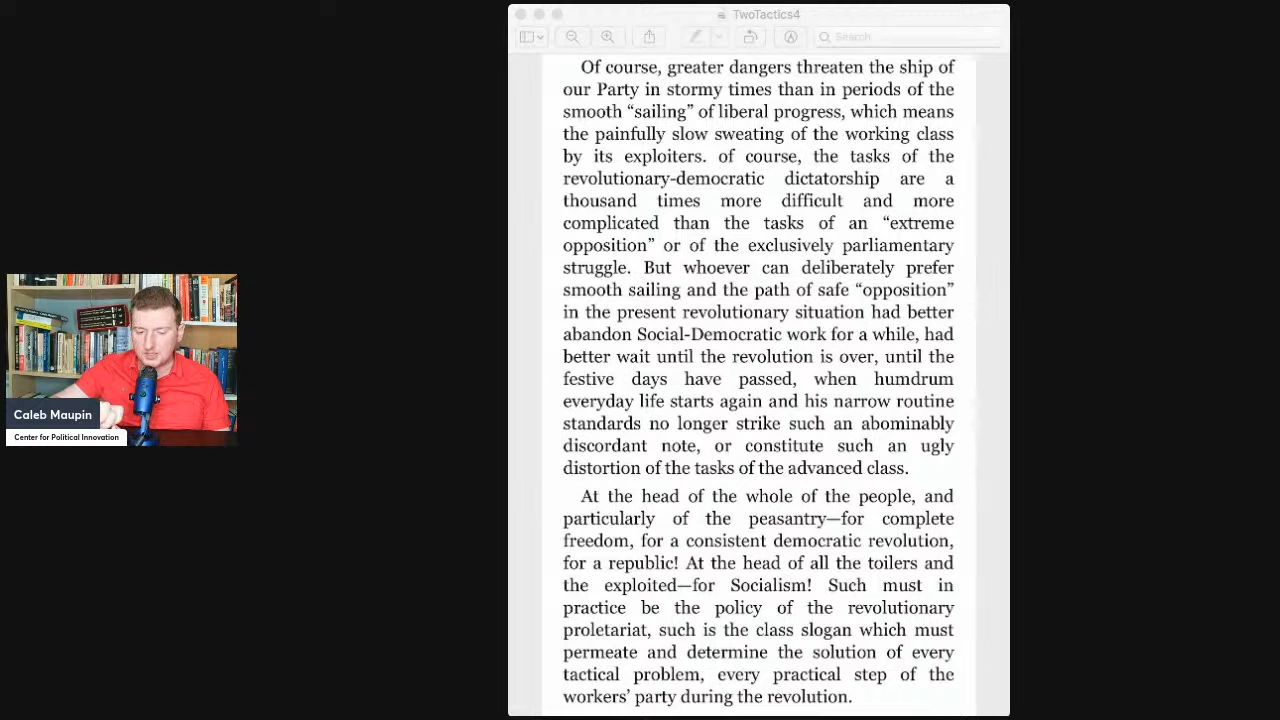 TwoTactics4
Search
Of course, greater dangers threaten the ship of
our Party in stormy times than in periods of the
smooth “sailing” of liberal progress, which means
the painfully slow sweating of the working class
by its exploiters. of course, the tasks of the
revolutionary-democratic dictatorship are a
thousand times more difficult and more
complicated than the tasks of an “extreme
opposition” or of the exclusively parliamentary
struggle. But whoever can deliberately prefer
smooth sailing and the path of safe “opposition”
in the present revolutionary situation had better
abandon Social-Democratic work for a while, had
better wait until the revolution is over, until the
festive days have passed, when humdrum
everyday life starts again and his narrow routine
standards no longer strike such an abominably
discordant note, or constitute such an ugly
distortion of the tasks of the advanced class.
At the head of the whole of the people, and
particularly of the peasantry—for complete
freedom, for a consistent democratic revolution,
for a republic! At the head of all the toilers and
the exploited—for Socialism! Such must in
practice be the policy of the revolutionary
proletariat, such is the class slogan which must
permeate and determine the solution of every
tactical problem, every practical step of the
workers’ party during the revolution.
Caleb Maupin
Center for Political Innovation